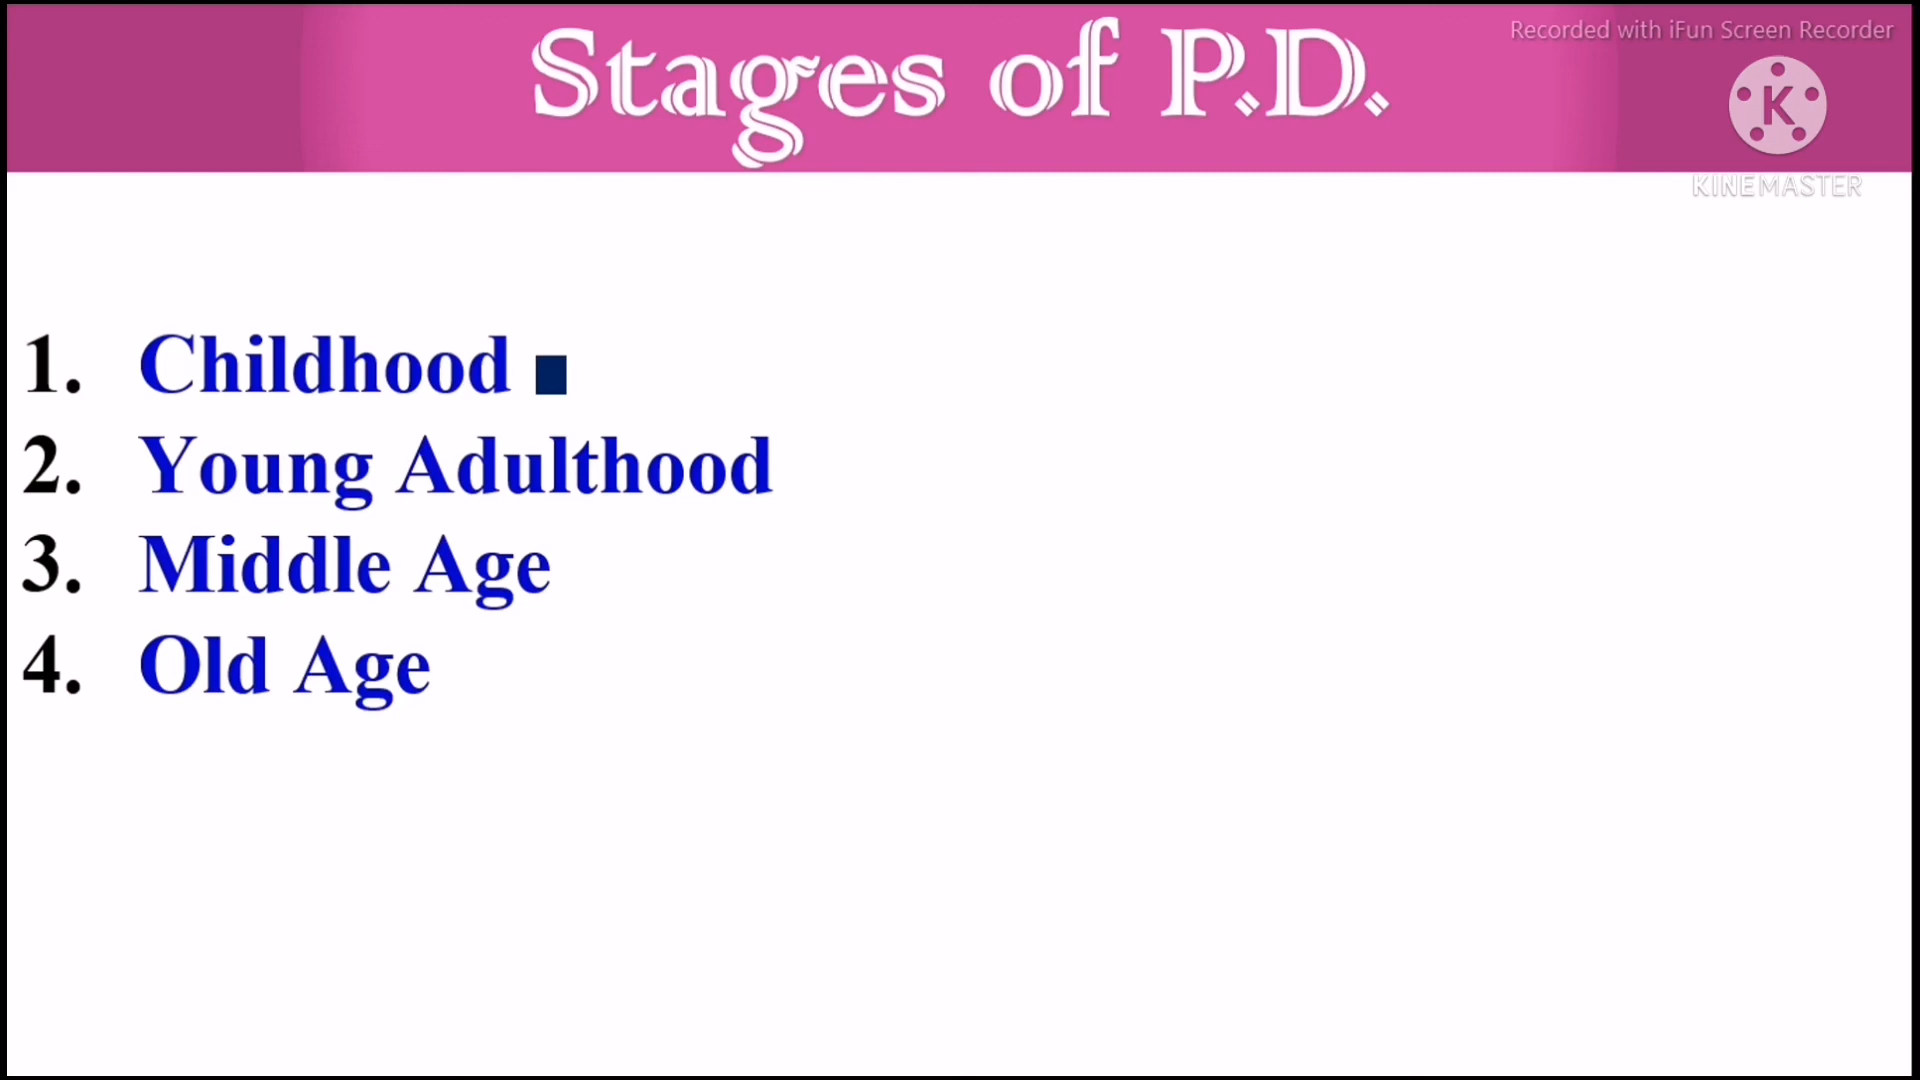 Stages of P.D.
Recorded with iFun Screen Recorder
K
KINEMASTER
1. Childhood
2. Young Adulthood
3. Middle Age
4. Old Age